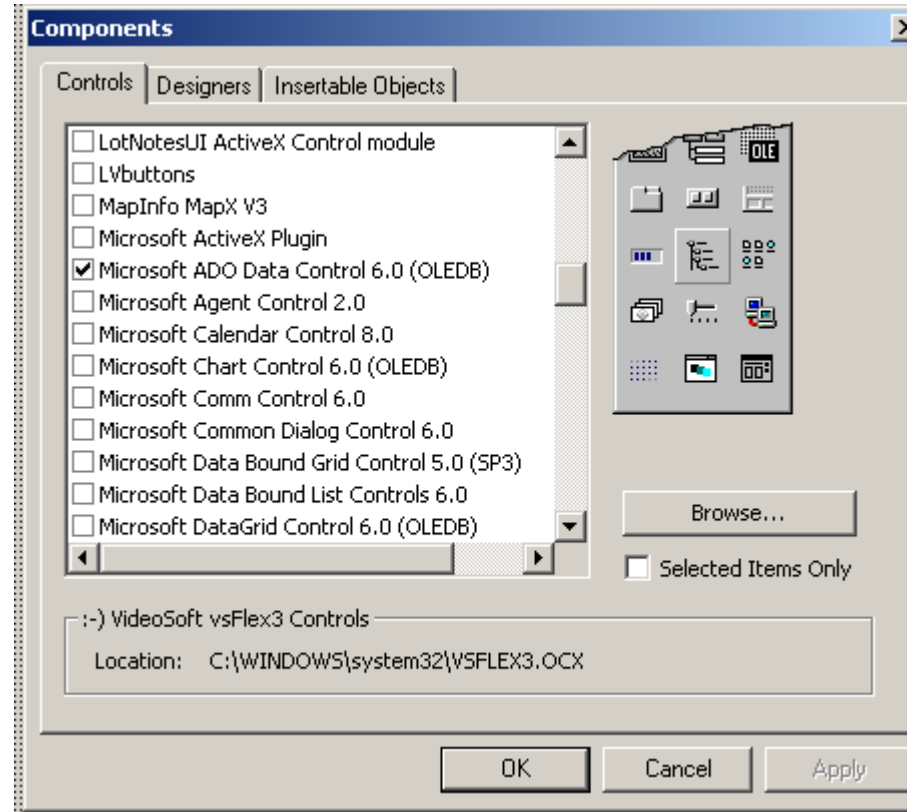 Components
Controls
Designers
Insertable Objects
LotNotesUI ActiveX Control module
LVbuttons
MapInfo MapX V3
Microsoft ActiveX Plugin
Microsoft ADO Data Control 6.0 (OLEDB)
Microsoft Agent Control 2.0
Microsoft Calendar Control 8.0
Microsoft Chart Control 6.0 (OLEDB)
Microsoft Comm Control 6.0
Microsoft Common Dialog Control 6.0
Microsoft Data Bound Grid Control 5.0 (SP3)
Microsoft Data Bound List Controls 6.0
Microsoft DataGrid Control 6.0 (OLEDB)
OLE
Browse...
Selected Items Only
:-) VideoSoft vsFlex3 Controls
Location: C:\WINDOWS\system32\VSFLEX3.OCX
OK
Cancel
Apply